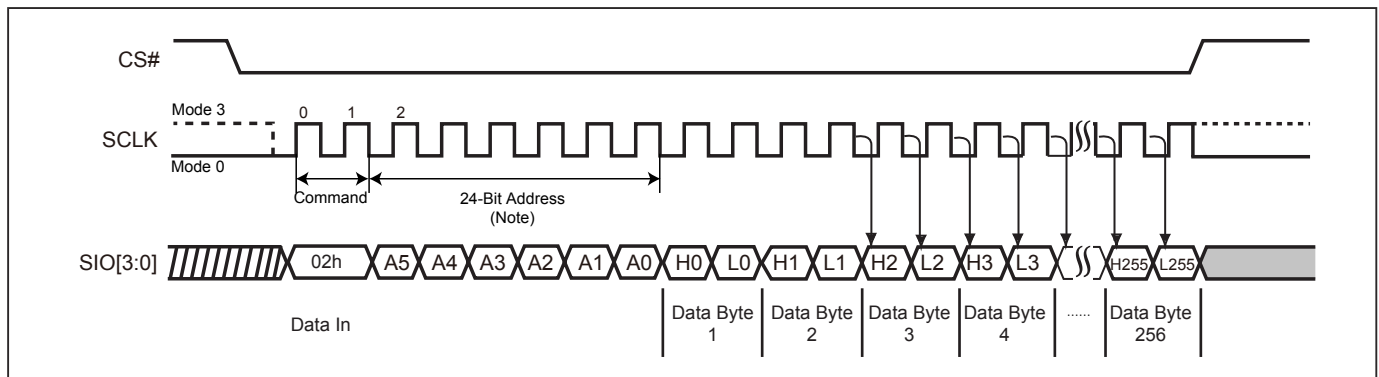 CS#
Mode 3
0 1 2
SCLK
Mode 0
Command
24-Bit Address
(Note)
SIO[3:0]
02h A5 A4 A3 A2 A1 A0 H0 L0 H1 L1 H2 L2 H3 L3 H255 L255
Data In
Data Byte
1
Data Byte
2
Data Byte
3
Data Byte
4
......
Data Byte
256